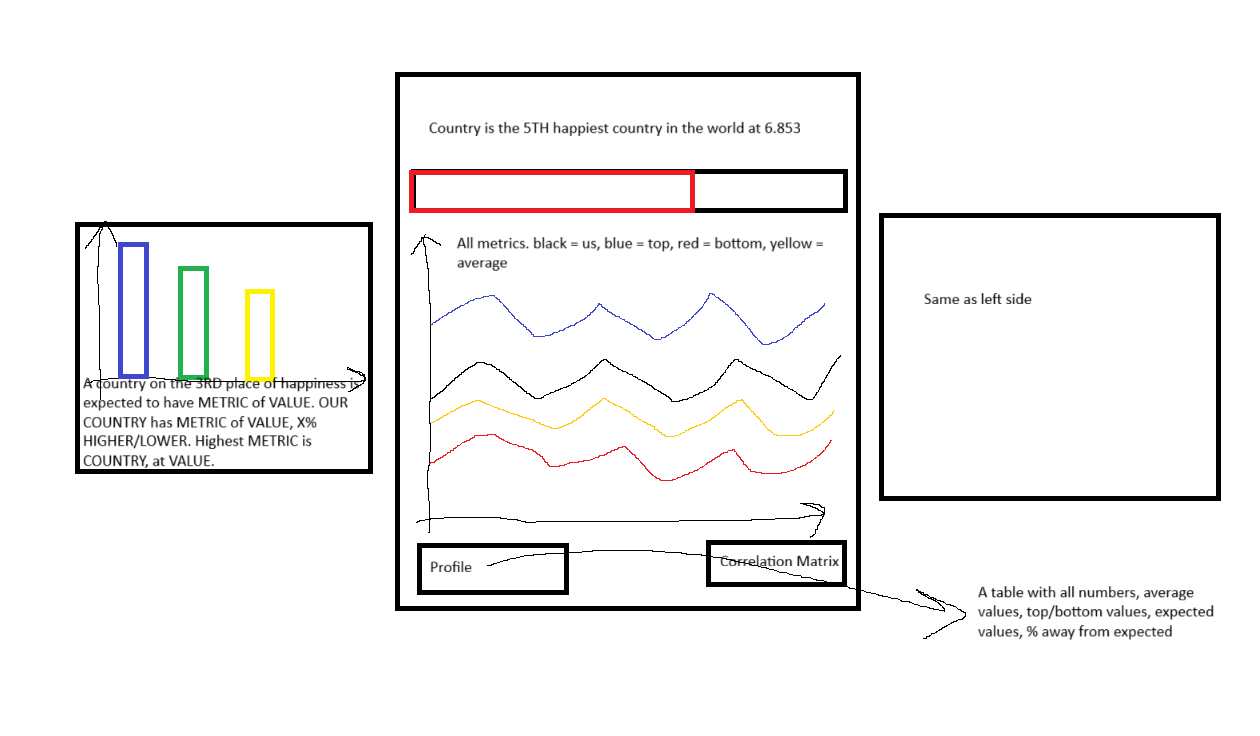 Country is the 5TH happiest country in the world at 6.853
All metrics. black = us, blue = top, red = bottom, yellow =
average
A country on the 3RD place of happiness is
expected to have METRIC of VALUE. OUR
COUNTRY has METRIC of VALUE, X%
HIGHER/LOWER. Highest METRIC is
COUNTRY, at VALUE.
Same as left side
Profile
Correlation Matrix
A table with all numbers, average
values, top/bottom values, expected
values, % away from expected